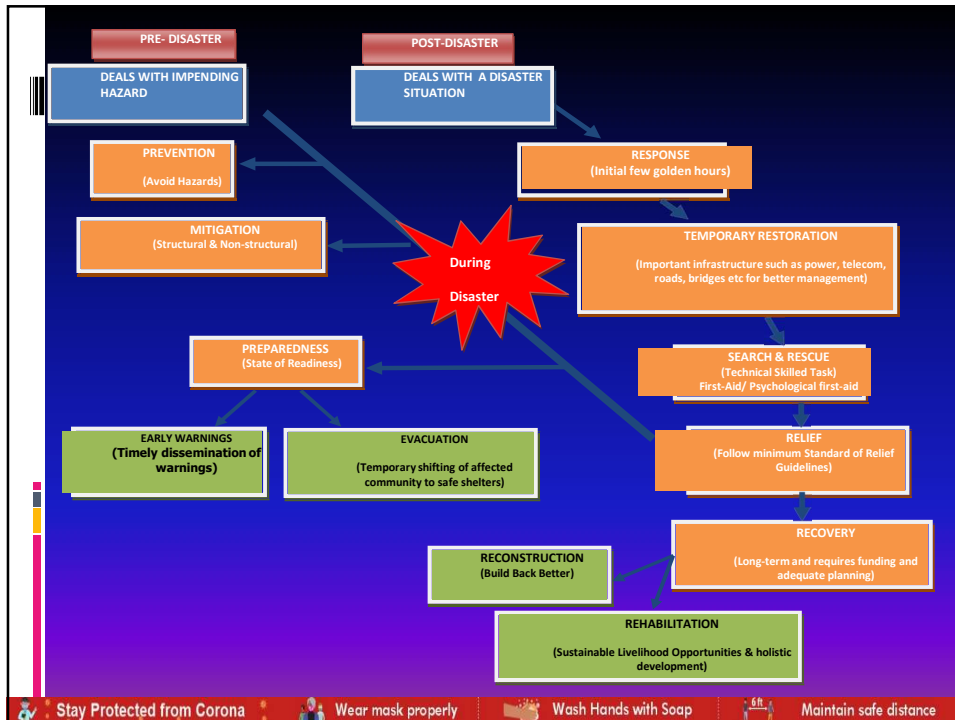 PRE- DISASTER
DEALS WITH IMPENDING
HAZARD
PREVENTION
(Avoid Hazards)
MITIGATION
(Structural & Non-structural)
During
Disaster
PREPAREDNESS
(State of Readiness)
EARLY WARNINGS
(Timely dissemination of
warnings)
EVACUATION
(Temporary shifting of affected
community to safe shelters)
POST-DISASTER
DEALS WITH A DISASTER
SITUATION
RESPONSE
(Initial few golden hours)
TEMPORARY RESTORATION
(Important infrastructure such as power, telecom,
roads, bridges etc for better management)
SEARCH & RESCUE
(Technical Skilled Task)
First-Aid/ Psychological first-aid
RELIEF
(Follow minimum Standard of Relief
Guidelines)
RECOVERY
(Long-term and requires funding and
adequate planning)
RECONSTRUCTION
(Build Back Better)
REHABILITATION
(Sustainable Livelihood Opportunities & holistic
development)
Stay Protected from Corona
Wear mask properly
Wash Hands with Soap
6 ft
Maintain safe distance